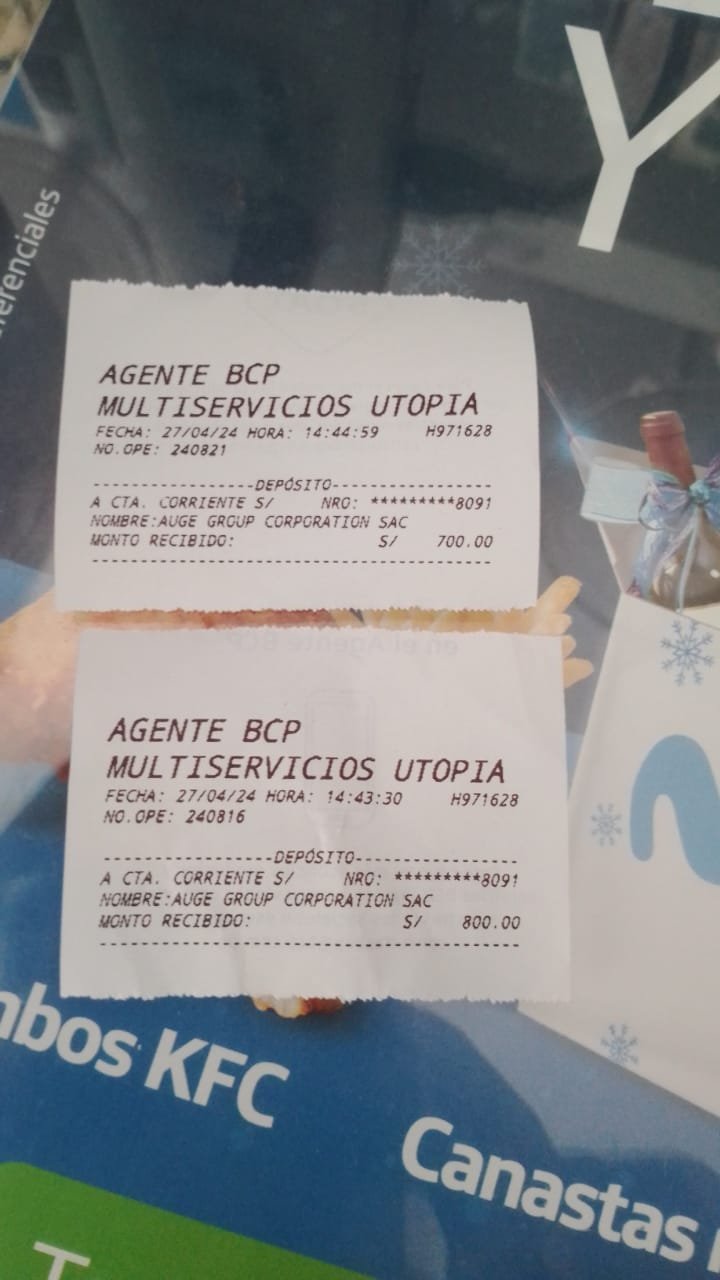 Y
AGENTE BCP
MULTISERVICIOS UTOPIA
FECHA: 27/04/24 HORA: 14:44:59 H971628
NO.OPE: 240821
--------------------DEPÓSITO--------------------
A CTA. CORRIENTE S/ NRO: *********8091
NOMBRE:AUGE GROUP CORPORATION SAC
MONTO RECIBIDO: S/ 700.00
en el Agente BCP
AGENTE BCP
MULTISERVICIOS UTOPIA
FECHA: 27/04/24 HORA: 14:43:30 H971628
NO.OPE: 240816
--------------------DEPÓSITO--------------------
A CTA. CORRIENTE S/ NRO: *********8091
NOMBRE:AUGE GROUP CORPORATION SAC
MONTO RECIBIDO: S/ 800.00
mbos KFC
Canastas
T